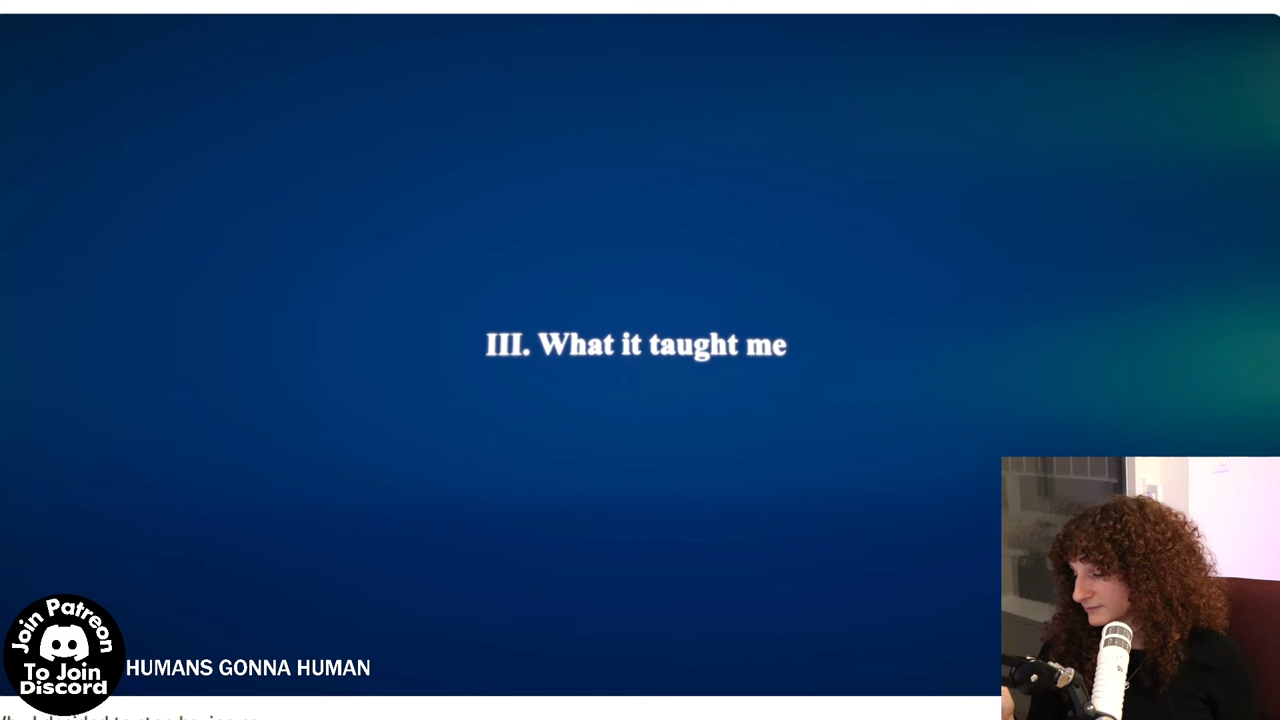 III. What it taught me
Join Patreon
To Join
Discord
HUMANS GONNA HUMAN